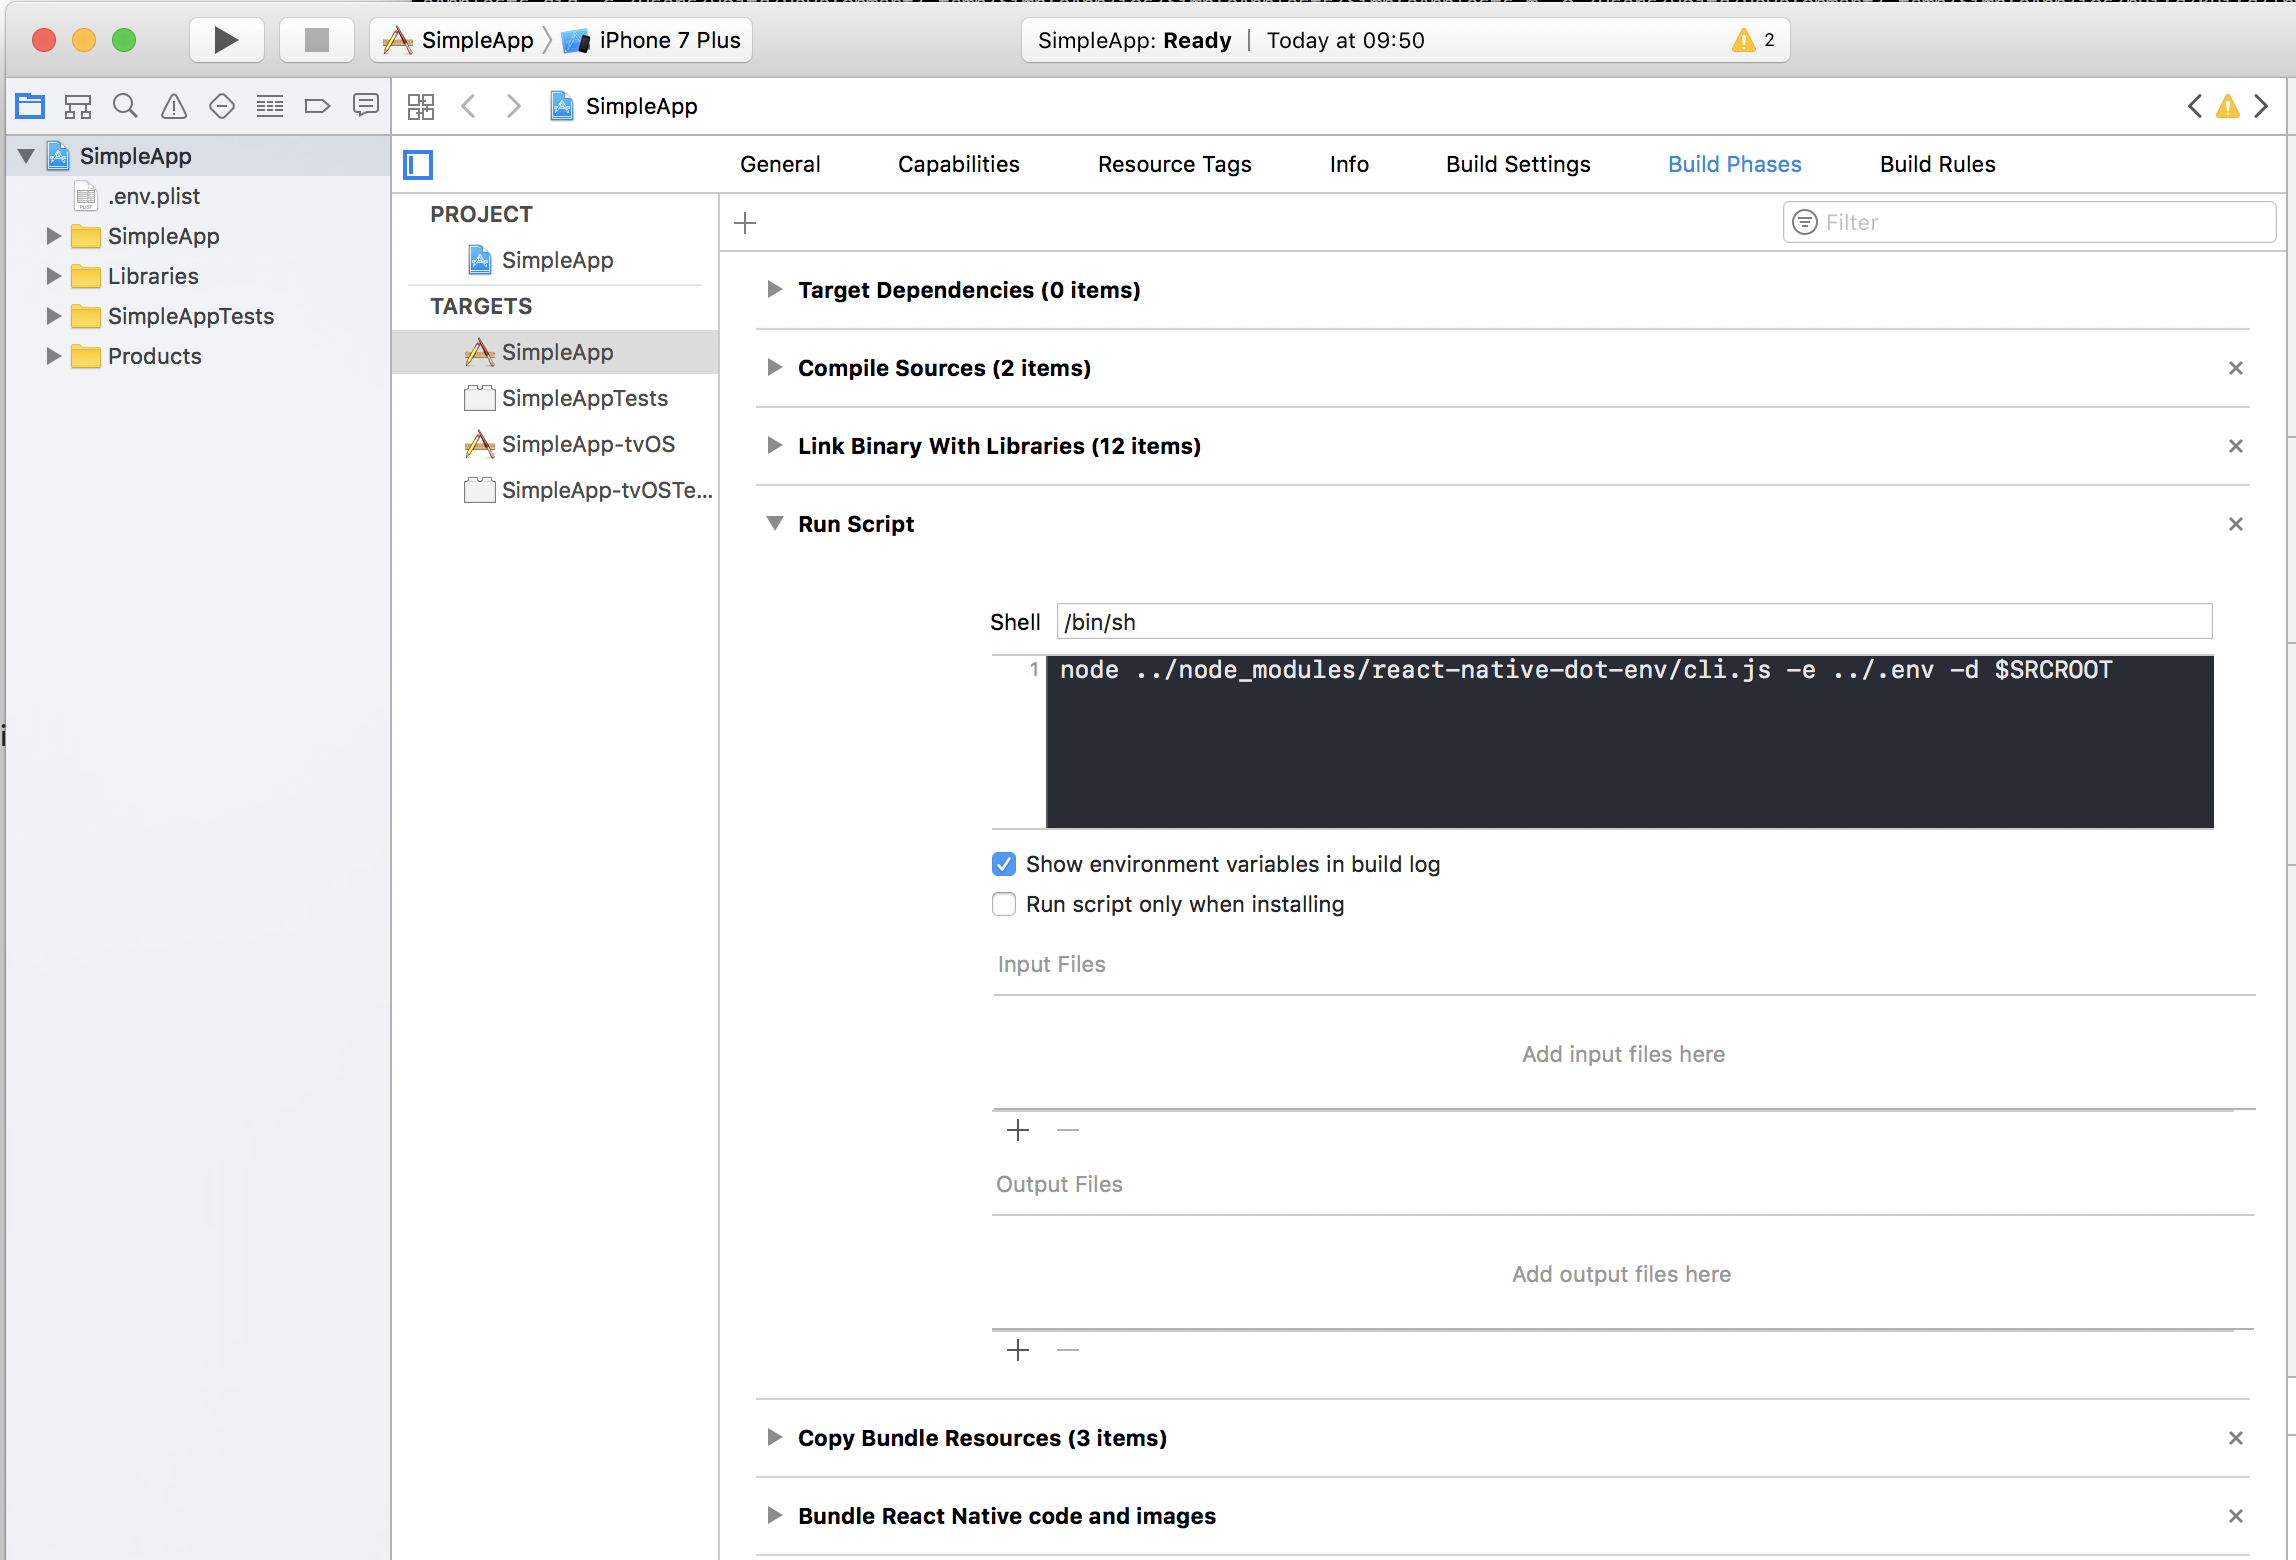 SimpleApp iPhone 7 Plus
SimpleApp: Ready | Today at 09:50
2
SimpleApp
SimpleApp
.env.plist
SimpleApp
Libraries
SimpleAppTests
Products
General Capabilities Resource Tags Info Build Settings Build Phases Build Rules
PROJECT
SimpleApp
TARGETS
SimpleApp
SimpleAppTests
SimpleApp-tvOS
SimpleApp-tvOSTe...
Filter
Target Dependencies (0 items)
Compile Sources (2 items)
Link Binary With Libraries (12 items)
Run Script
Shell /bin/sh
1 node ../node_modules/react-native-dot-env/cli.js -e ../.env -d $SRCROOT
Show environment variables in build log
Run script only when installing
Input Files
Add input files here
Output Files
Add output files here
Copy Bundle Resources (3 items)
Bundle React Native code and images